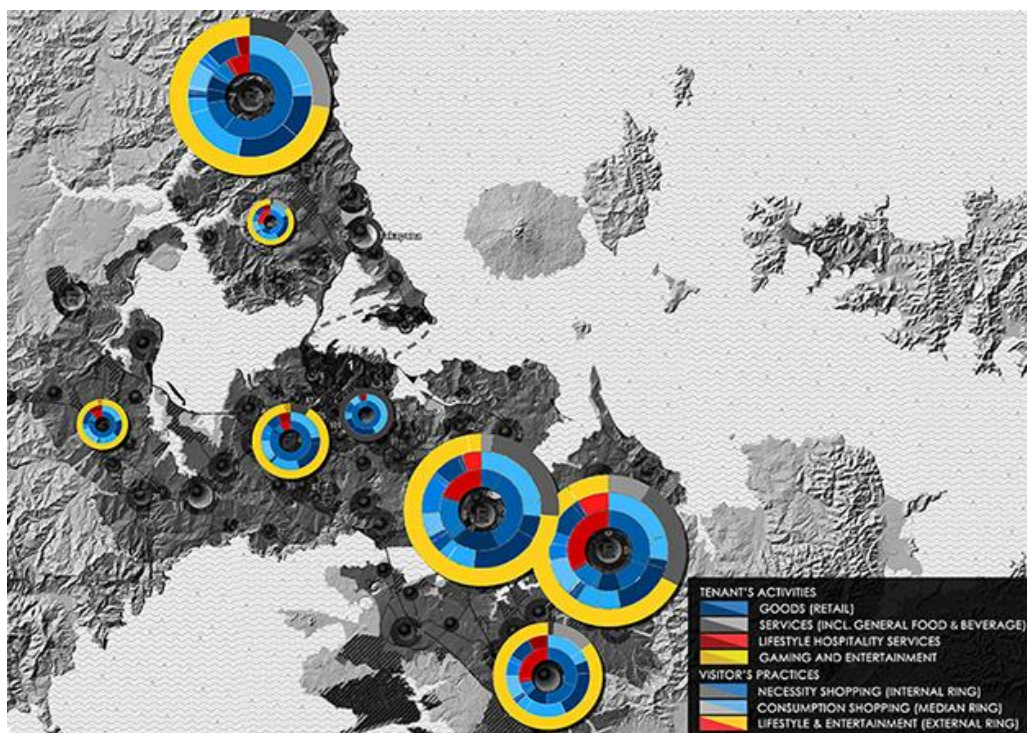 TENANT'S ACTIVITIES
GOODS (RETAIL)
SERVICES (INCL. GENERAL FOOD & BEVERAGE)
LIFESTYLE HOSPITALITY SERVICES
GAMING AND ENTERTAINMENT
VISITOR'S PRACTICES
NECESSITY SHOPPING (INTERNAL RING)
CONSUMPTION SHOPPING (MEDIAN RING)
LIFESTYLE & ENTERTAINMENT (EXTERNAL RING)